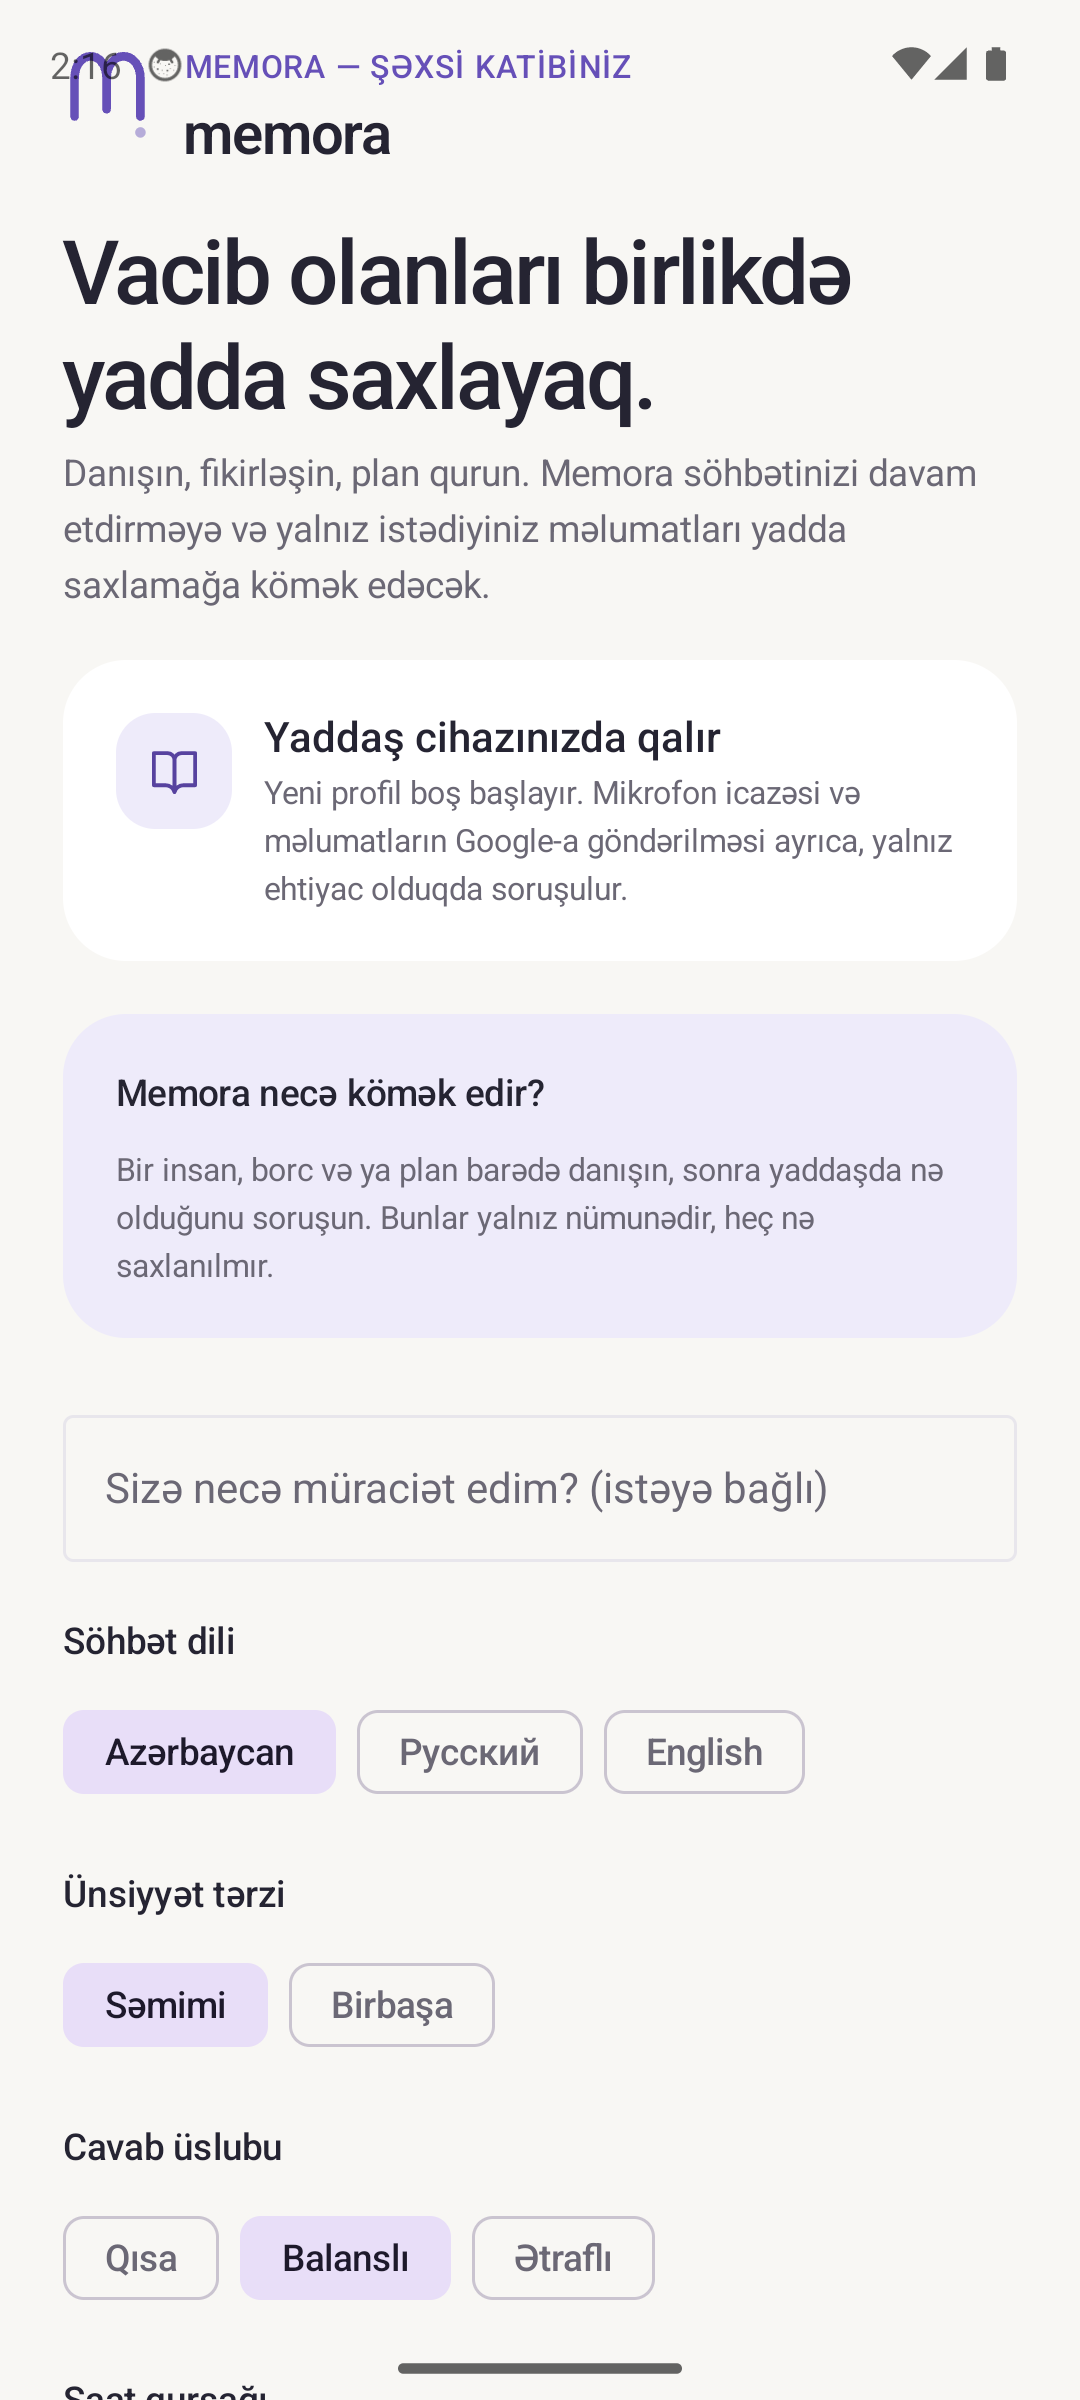 2:16
MEMORA — ŞƏXSİ KATİBİNİZ
memora
Vacib olanları birlikdə
yadda saxlayaq.
Danışın, fikirləşin, plan qurun. Memora söhbətinizi davam
etdirməyə və yalnız istədiyiniz məlumatları yadda
saxlamağa kömək edəcək.
Yaddaş cihazınızda qalır
Yeni profil boş başlayır. Mikrofon icazəsi və
məlumatların Google-a göndərilməsi ayrıca, yalnız
ehtiyac olduqda soruşulur.
Memora necə kömək edir?
Bir insan, borc və ya plan barədə danışın, sonra yaddaşda nə
olduğunu soruşun. Bunlar yalnız nümunədir, heç nə
saxlanılmır.
Sizə necə müraciət edim? (istəyə bağlı)
Söhbət dili
Azərbaycan Русский English
Ünsiyyət tərzi
Səmimi Birbaşa
Cavab üslubu
Qısa Balanslı Ətraflı
Saat qurşağı